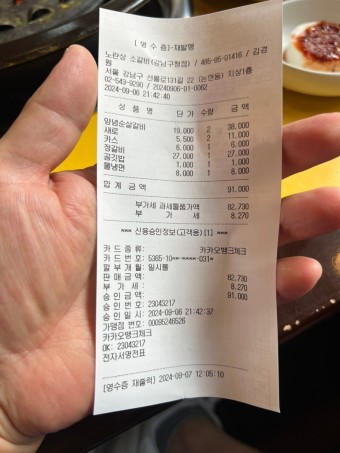 [영 수 증]-재발행
노란상 소갈비(강남구청점) / 485-85-01416 / 김경
원
서울 강남구 선릉로131길 22 (논현동) 지상1층
02-549-9290 / 20240906-01-0062
2024-09-06 21:42:40
상 품 명 단 가 수량 금 액
양념순살갈비 19,000 2 38,000
새로 5,500 2 11,000
카스 6,000 1 6,000
정갈비 27,000 1 27,000
공깃밥 1,000 1 1,000
물냉면 8,000 1 8,000
합 계 금 액 91,000
부가세 과세물품가액 82,730
부 가 세 8,270
*** 신용승인정보(고객용) [1] ***
카 드 종 류: 카카오뱅크체크
카 드 번 호: 5365-10**-****-031*
할 부 개 월: 일시불
판 매 금 액: 82,730
부 가 세: 8,270
승 인 금 액: 91,000
승 인 번 호: 23043217
승 인 일 시: 2024-09-06 21:42:37
가맹점 번호: 00095246526
카카오뱅크체크
OK: 23043217
전자서명전표
[영수증 재출력] 2024-09-07 12:05:10